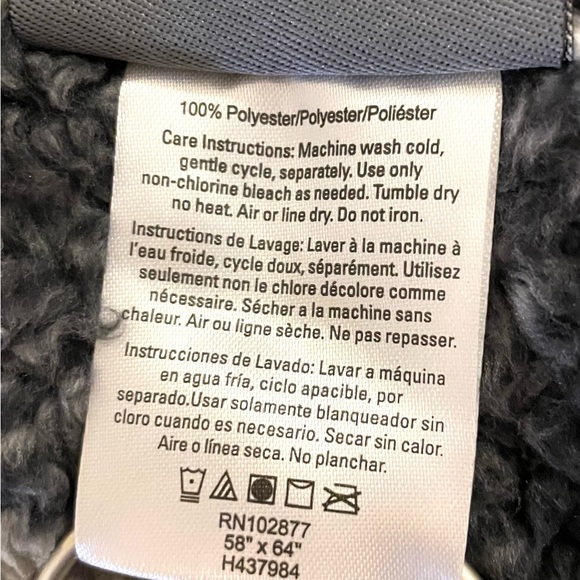 100% Polyester/Polyester/Poliéster
Care Instructions: Machine wash cold,
gentle cycle, separately. Use only
non-chlorine bleach as needed. Tumble dry
no heat. Air or line dry. Do not iron.
Instructions de Lavage: Laver à la machine à
l'eau froide, cycle doux, séparément. Utilisez
seulement non le chlore décolore comme
nécessaire. Sécher a la machine sans
chaleur. Air ou ligne sèche. Ne pas repasser.
Instrucciones de Lavado: Lavar a máquina
en agua fría, ciclo apacible, por
separado.Usar solamente blanqueador sin
cloro cuando es necesario. Secar sin calor.
Aire o línea seca. No planchar.
RN102877
58" x 64"
H437984